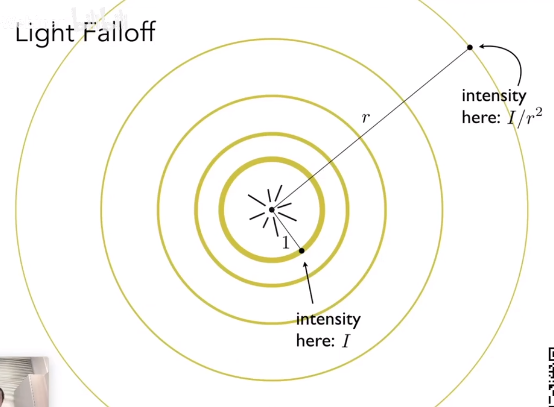 Light Falloff
r
intensity
here: I/r²
1
intensity
here: I